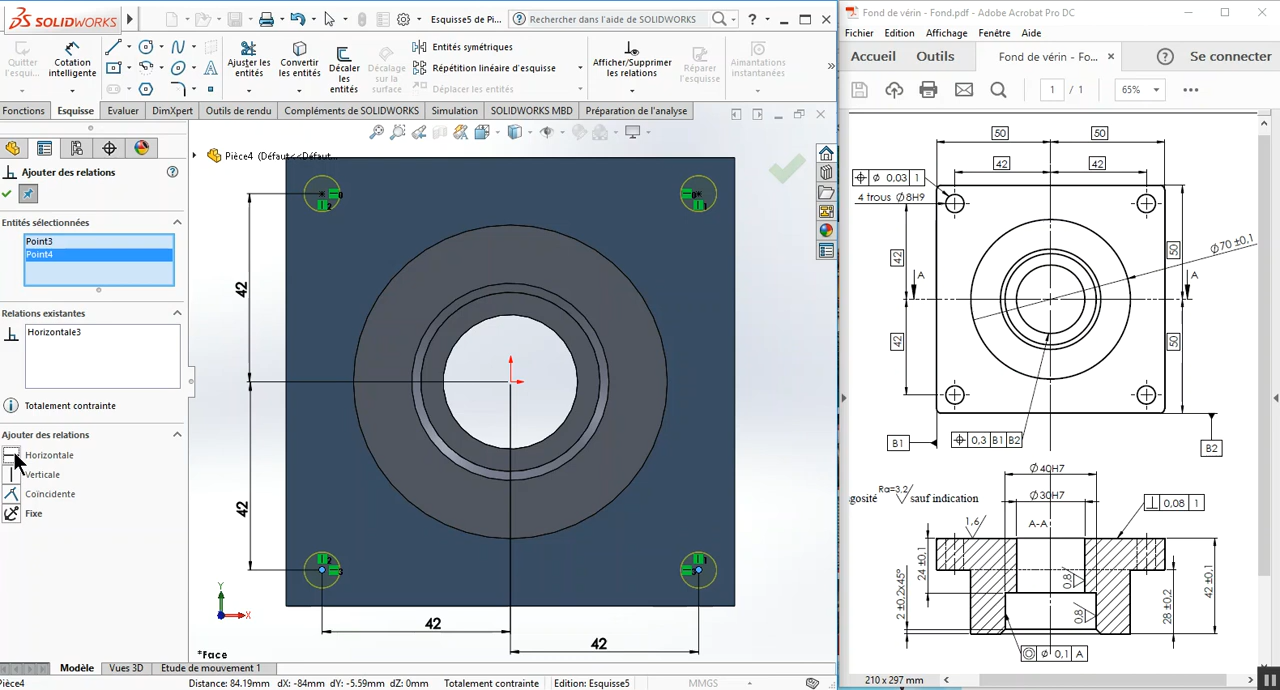 SOLIDWORKS
Esquisse5 de Pi...
Rechercher dans l'aide de SOLIDWORKS
?
Quitter l'esqui...
Cotation intelligente
Ajuster les entités
Convertir les entités
Décaler les entités
Décalage sur la surface
Entités symétriques
Répétition linéaire d'esquisse
Déplacer les entités
Afficher/Supprimer les relations
Réparer l'esquisse
Aimantations instantanées
Fonctions Esquisse Evaluer DimXpert Outils de rendu Compléments de SOLIDWORKS Simulation SOLIDWORKS MBD Préparation de l'analyse
Pièce4 (Défaut<<Défaut...
Ajouter des relations
Entités sélectionnées
Point3
Point4
Relations existantes
Horizontale3
Totalement contrainte
Ajouter des relations
Horizontale
Verticale
Coïncidente
Fixe
42
42
42
42
Y
X
*Face
Modèle Vues 3D Etude de mouvement 1
Pièce4 Distance: 84.19mm dX: -84mm dY: -5.59mm dZ: 0mm Totalement contrainte Edition: Esquisse5 MMGS
Fond de vérin - Fond.pdf - Adobe Acrobat Pro DC
Fichier Edition Affichage Fenêtre Aide
Accueil Outils Fond de vérin - Fo... × ? Se connecter
1 / 1 65%
50 50
42 42
⌖ ϕ 0,03 1
4 trous Ø8H9
Ø70 ±0,1
42
50
A A
42
50
B1
⌖ 0,3 B1 B2
B2
Ø40H7
Ra=3.2
gosité sauf indication
Ø30H7
⊥ 0,08 1
A-A
1,6
24 ±0,1
0,8
2 ±0,2x45°
28 ±0,2
42 ±0,1
0,8
◎ ϕ 0,1 A
210 x 297 mm